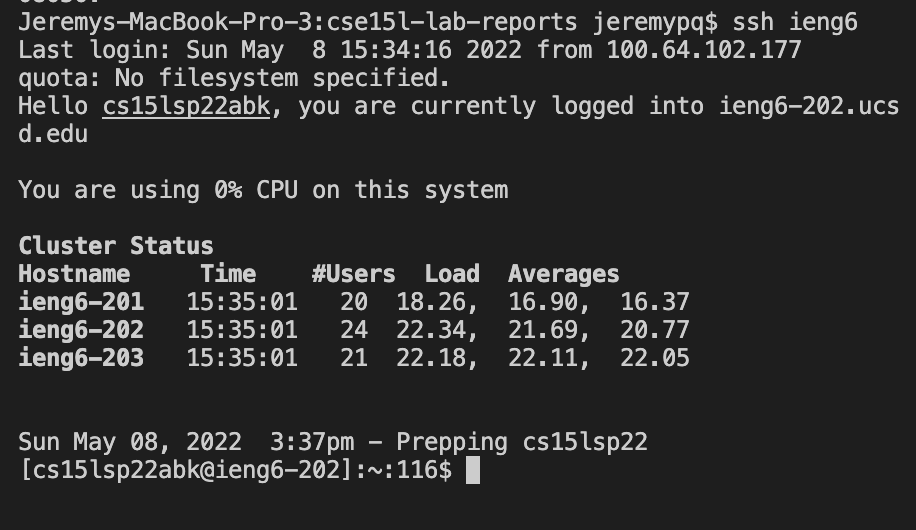 Jeremys-MacBook-Pro-3:cse15l-lab-reports jeremypq$ ssh ieng6
Last login: Sun May  8 15:34:16 2022 from 100.64.102.177
quota: No filesystem specified.
Hello cs15lsp22abk, you are currently logged into ieng6-202.ucs
d.edu
You are using 0% CPU on this system
Cluster Status
Hostname     Time    #Users  Load  Averages
ieng6-201   15:35:01   20  18.26,  16.90,  16.37
ieng6-202   15:35:01   24  22.34,  21.69,  20.77
ieng6-203   15:35:01   21  22.18,  22.11,  22.05
Sun May 08, 2022  3:37pm - Prepping cs15lsp22
[cs15lsp22abk@ieng6-202]:~:116$